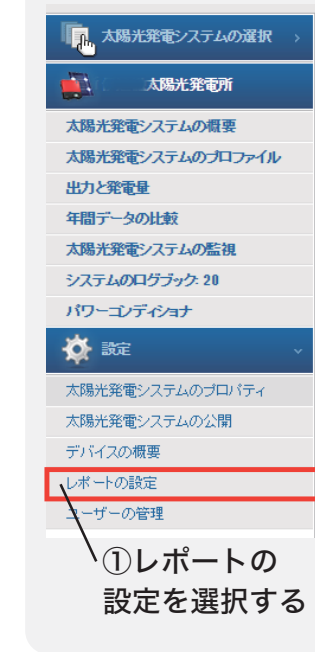 太陽光発電システムの選択
太陽光発電所
太陽光発電システムの概要
太陽光発電システムのプロファイル
出力と発電量
年間データの比較
太陽光発電システムの監視
システムのログブック: 20
パワーコンディショナ
設定
太陽光発電システムのプロパティ
太陽光発電システムの公開
デバイスの概要
レポートの設定
ユーザーの管理
①レポートの
設定を選択する